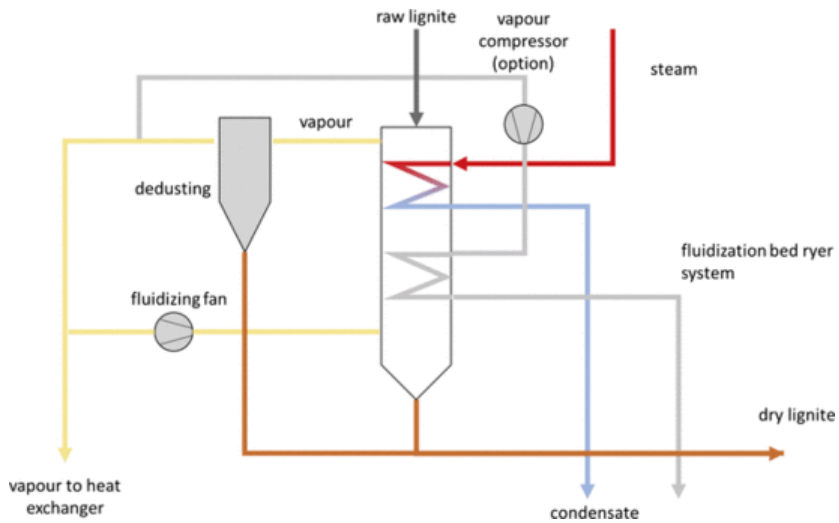 raw lignite
vapour
compressor
(option)
steam
vapour
dedusting
fluidization bed ryer
system
fluidizing fan
dry lignite
vapour to heat
exchanger
condensate